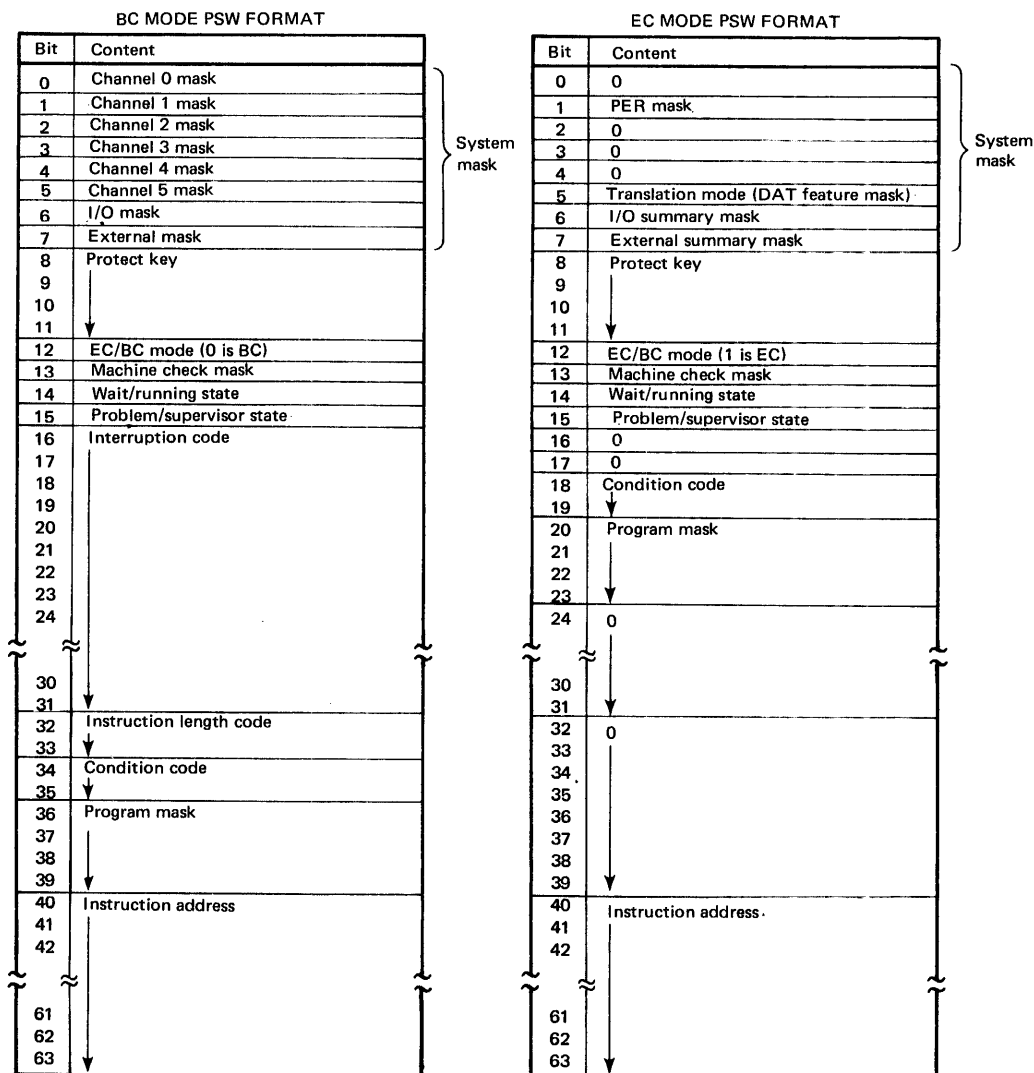 BC MODE PSW FORMAT
Bit Content
0 Channel 0 mask
1 Channel 1 mask
2 Channel 2 mask
3 Channel 3 mask
4 Channel 4 mask
5 Channel 5 mask
6 I/O mask
7 External mask
System
mask
8 Protect key
9
10
11
12 EC/BC mode (0 is BC)
13 Machine check mask
14 Wait/running state
15 Problem/supervisor state
16 Interruption code
17
18
19
20
21
22
23
24
30
31
32 Instruction length code
33
34 Condition code
35
36 Program mask
37
38
39
40 Instruction address
41
42
61
62
63
EC MODE PSW FORMAT
Bit Content
0 0
1 PER mask
2 0
3 0
4 0
5 Translation mode (DAT feature mask)
6 I/O summary mask
7 External summary mask
System
mask
8 Protect key
9
10
11
12 EC/BC mode (1 is EC)
13 Machine check mask
14 Wait/running state
15 Problem/supervisor state
16 0
17 0
18 Condition code
19
20 Program mask
21
22
23
24 0
30
31
32 0
33
34
35
36
37
38
39
40 Instruction address
41
42
61
62
63